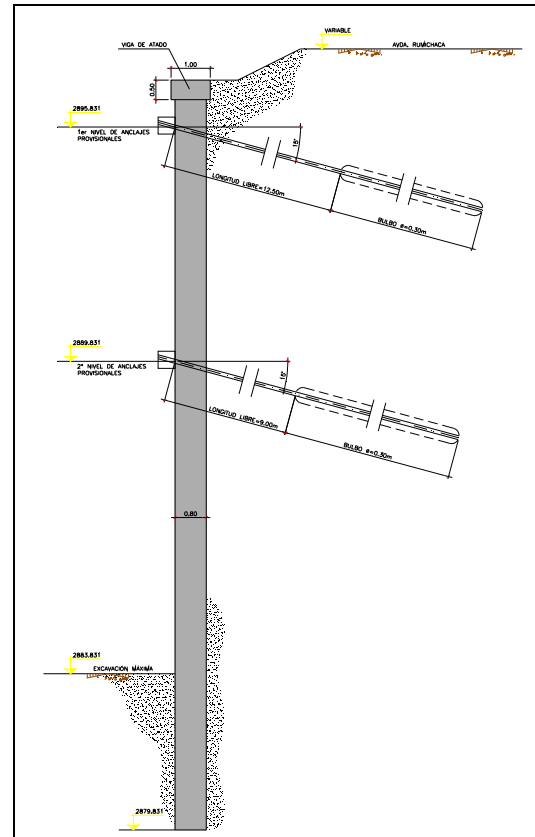 VARIABLE
VIGA DE ATADO
AVDA. RUMICHACA
1.00
0.50
2895.831
1er NIVEL DE ANCLAJES
PROVISIONALES
15°
LONGITUD LIBRE=12.50m
BULBO ø=0.30m
2889.831
2º NIVEL DE ANCLAJES
PROVISIONALES
15°
LONGITUD LIBRE=9.00m
BULBO ø=0.30m
0.80
2883.831
EXCAVACIÓN MÁXIMA
2879.831